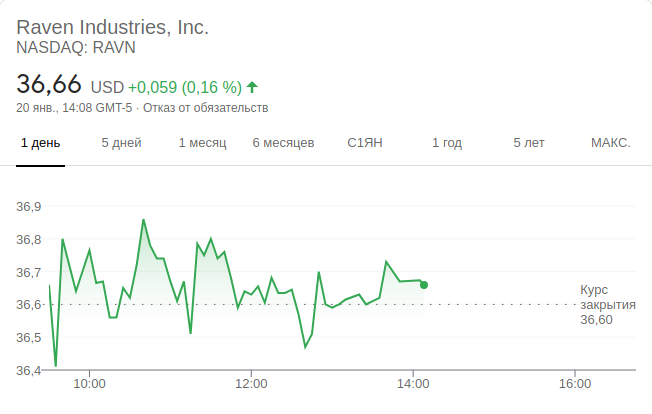 Raven Industries, Inc.
NASDAQ: RAVN
36,66 USD +0,059 (0,16 %)
20 янв., 14:08 GMT-5 · Отказ от обязательств
1 день 5 дней 1 месяц 6 месяцев С1ЯН 1 год 5 лет МАКС.
36,9
36,8
36,7
36,6
36,5
36,4
Курс
закрытия
36,60
10:00 12:00 14:00 16:00